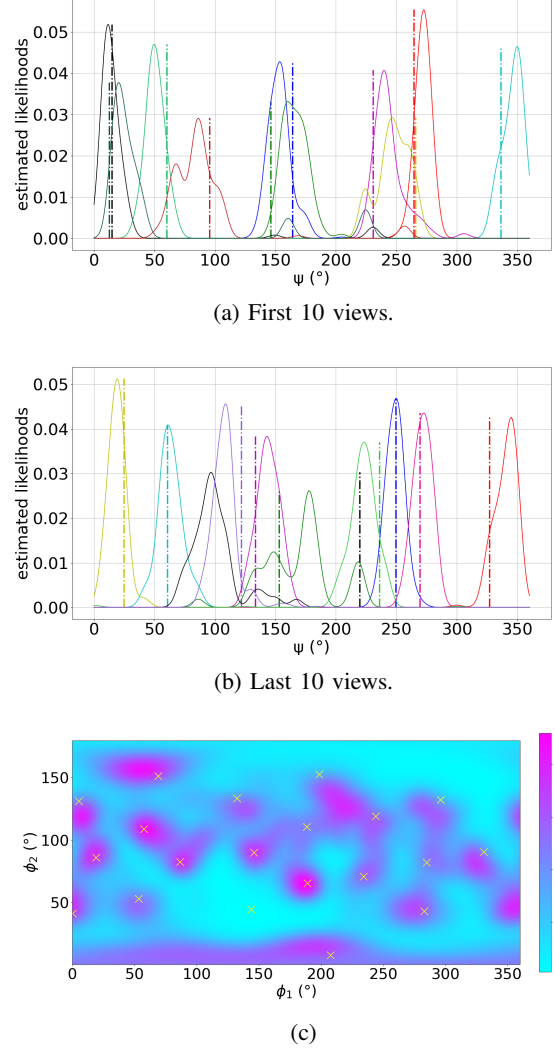 0.05
0.04
0.03
0.02
0.01
0.00
estimated likelihoods
0 50 100 150 200 250 300 350
ψ (°)
(a) First 10 views.
0.05
0.04
0.03
0.02
0.01
0.00
estimated likelihoods
0 50 100 150 200 250 300 350
ψ (°)
(b) Last 10 views.
150
100
50
ϕ₂ (°)
0 50 100 150 200 250 300 350
ϕ₁ (°)
(c)